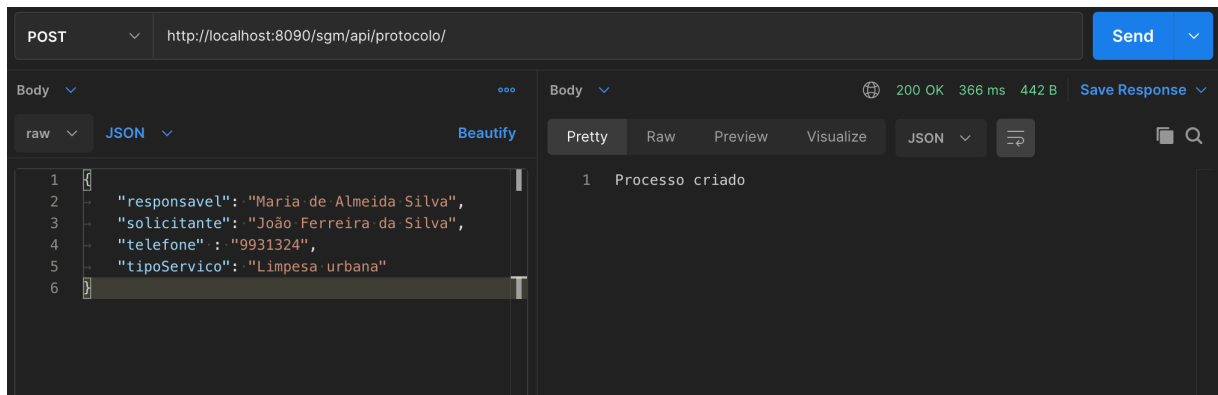 POST http://localhost:8090/sgm/api/protocolo/ Send
Body
raw JSON Beautify
1 {
2 "responsavel": "Maria de Almeida Silva",
3 "solicitante": "João Ferreira da Silva",
4 "telefone" : "9931324",
5 "tipoServico": "Limpesa urbana"
6 }
Body 200 OK 366 ms 442 B Save Response
Pretty Raw Preview Visualize JSON
1 Processo criado